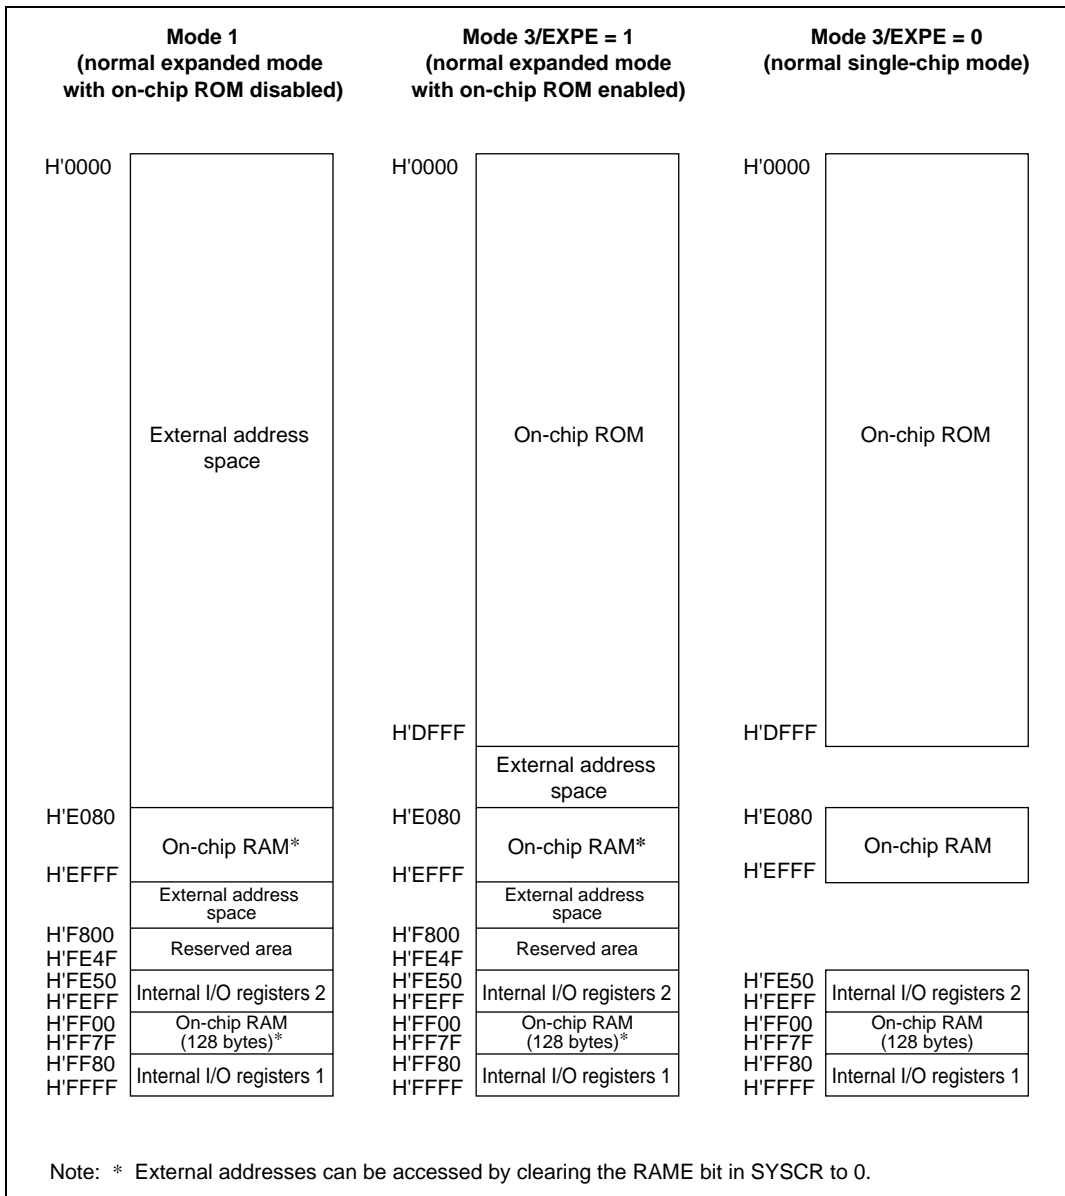 Mode 1
(normal expanded mode
with on-chip ROM disabled)
H'0000
External address
space
H'E080
On-chip RAM*
H'EFFF
External address
space
H'F800
Reserved area
H'FE4F
H'FE50
Internal I/O registers 2
H'FEFF
H'FF00
On-chip RAM
(128 bytes)*
H'FF7F
H'FF80
Internal I/O registers 1
H'FFFF
Mode 3/EXPE = 1
(normal expanded mode
with on-chip ROM enabled)
H'0000
On-chip ROM
H'DFFF
External address
space
H'E080
On-chip RAM*
H'EFFF
External address
space
H'F800
Reserved area
H'FE4F
H'FE50
Internal I/O registers 2
H'FEFF
H'FF00
On-chip RAM
(128 bytes)*
H'FF7F
H'FF80
Internal I/O registers 1
H'FFFF
Mode 3/EXPE = 0
(normal single-chip mode)
H'0000
On-chip ROM
H'DFFF
H'E080
On-chip RAM
H'EFFF
H'FE50
Internal I/O registers 2
H'FEFF
H'FF00
On-chip RAM
(128 bytes)
H'FF7F
H'FF80
Internal I/O registers 1
H'FFFF
Note: * External addresses can be accessed by clearing the RAME bit in SYSCR to 0.